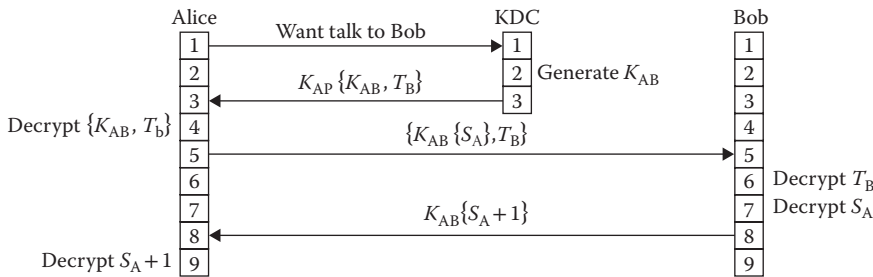 Alice KDC Bob
1 Want talk to Bob 1 1
2 2 Generate K_AB 2
3 K_AP {K_AB, T_B} 3 3
Decrypt {K_AB, T_b} 4 4
5 {K_AB {S_A},T_B} 5
6 6 Decrypt T_B
7 7 Decrypt S_A
8 K_AB{S_A+1} 8
Decrypt S_A+1 9 9